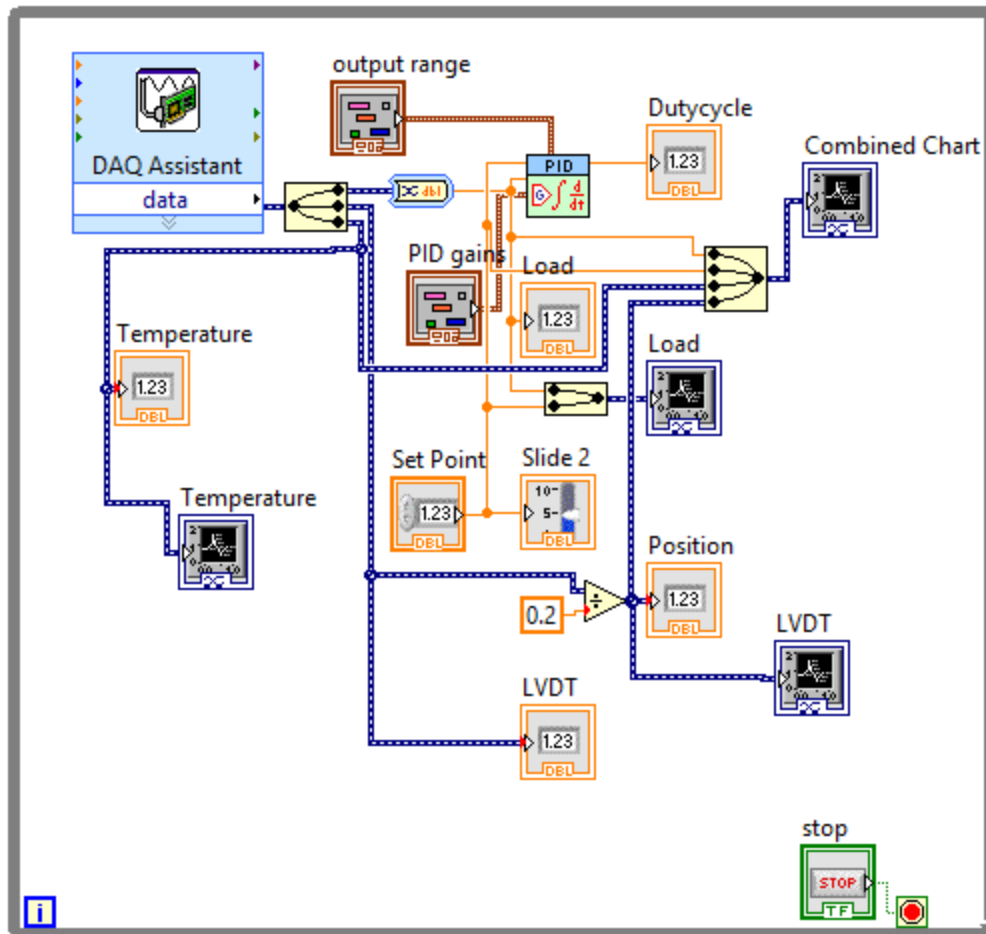 output range
Dutycycle
1.23
DBL
Combined Chart
DAQ Assistant
data
dbl
PID
G
d
dt
PID gains
Load
1.23
DBL
Temperature
1.23
DBL
Load
Set Point
1.23
DBL
Slide 2
10-
5-
DBL
Temperature
Position
1.23
DBL
0.2
÷
LVDT
LVDT
1.23
DBL
stop
STOP
TF
i